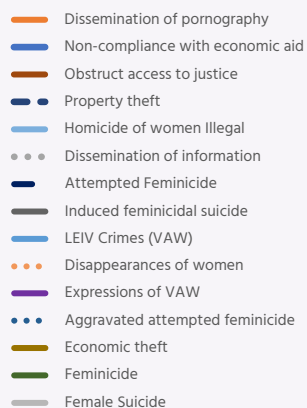 Dissemination of pornography
Non-compliance with economic aid
Obstruct access to justice
Property theft
Homicide of women Illegal
Dissemination of information
Attempted Feminicide
Induced feminicidal suicide
LEIV Crimes (VAW)
Disappearances of women
Expressions of VAW
Aggravated attempted feminicide
Economic theft
Feminicide
Female Suicide